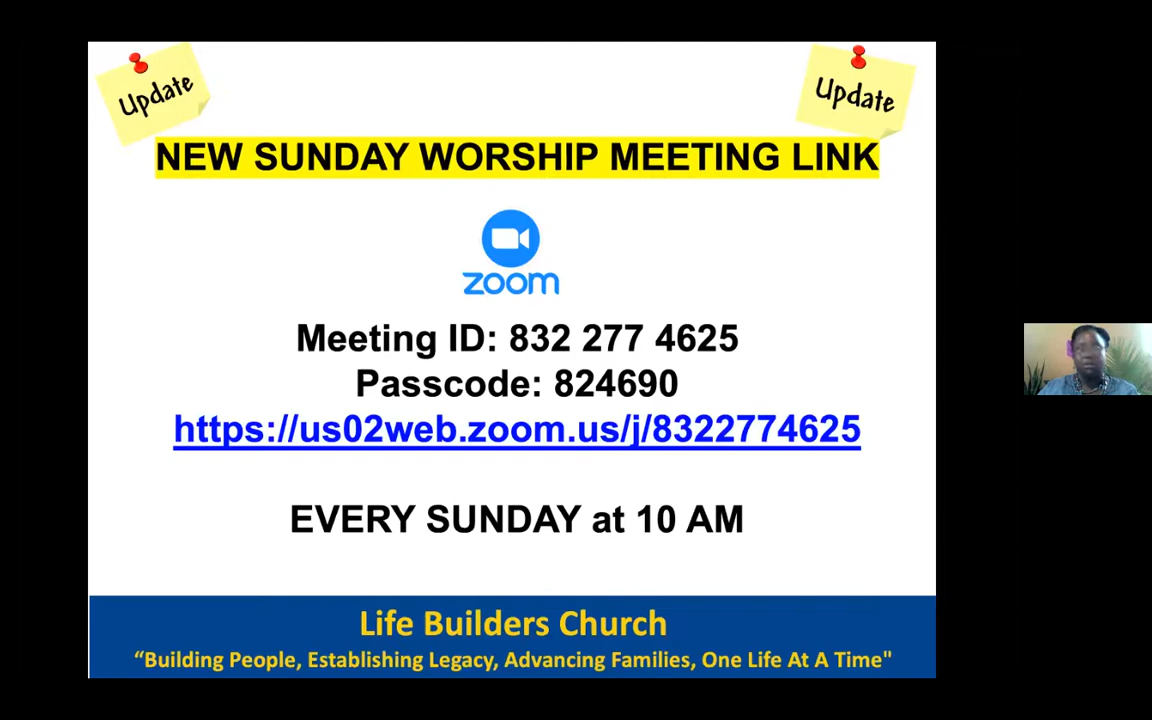 Update
Update
NEW SUNDAY WORSHIP MEETING LINK
zoom
Meeting ID: 832 277 4625
Passcode: 824690
https://us02web.zoom.us/j/8322774625
EVERY SUNDAY at 10 AM
Life Builders Church
“Building People, Establishing Legacy, Advancing Families, One Life At A Time"